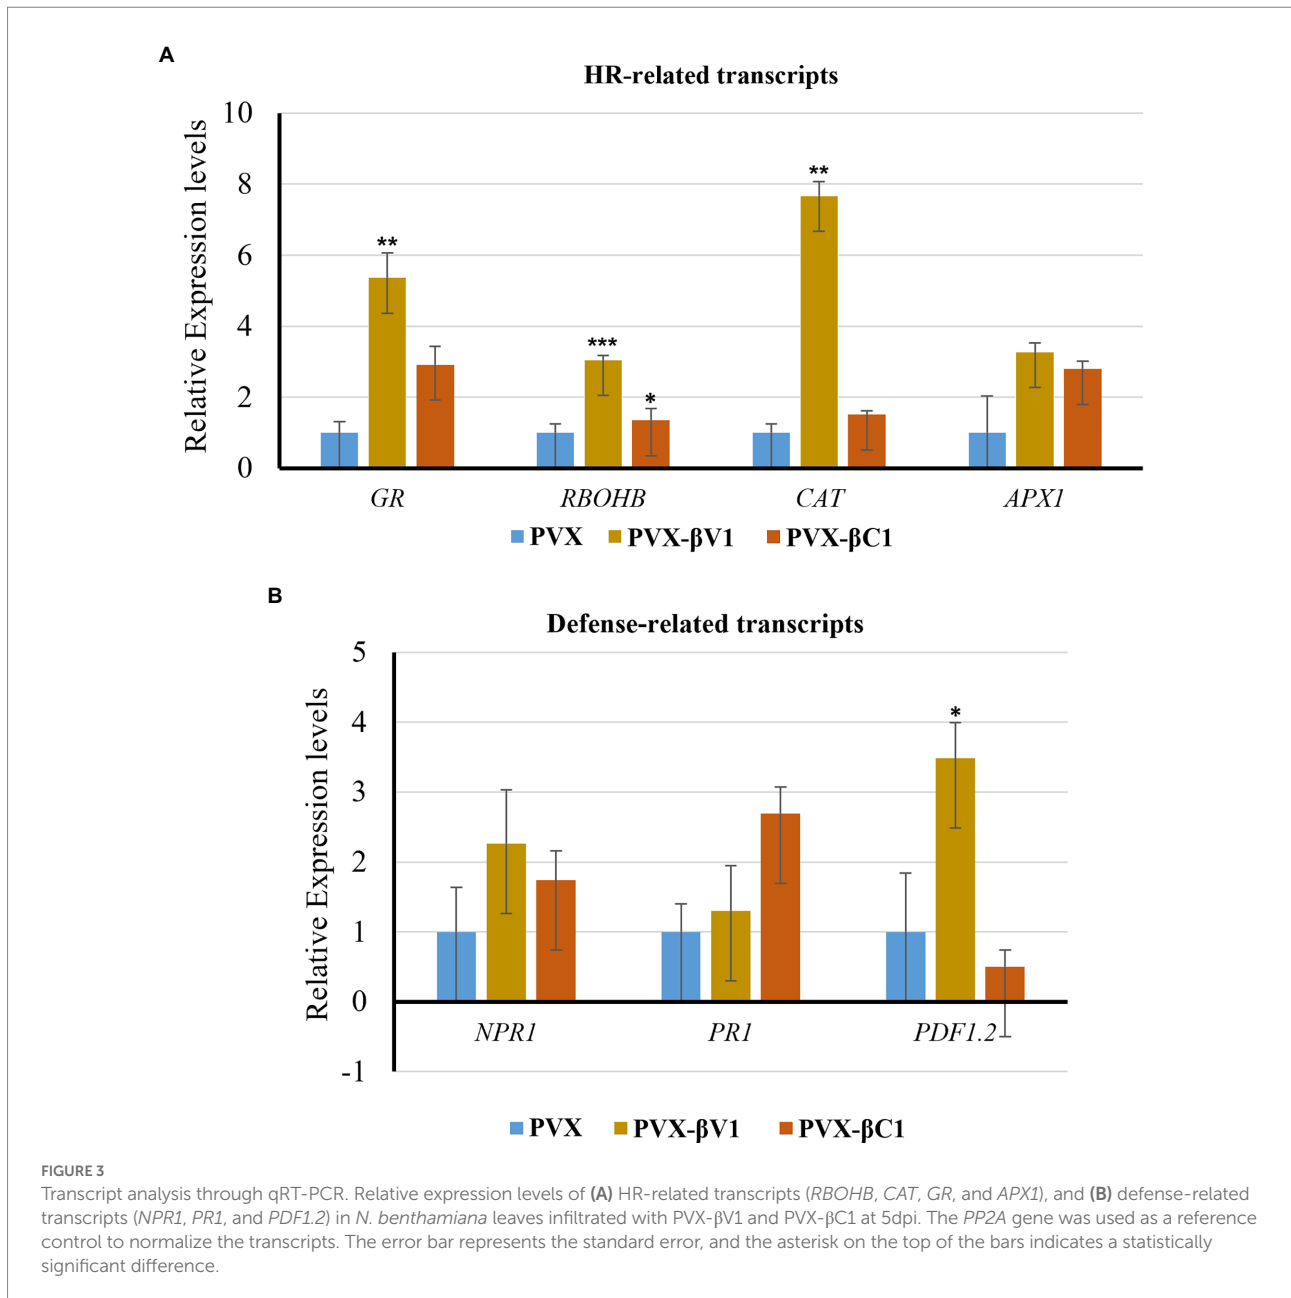 A
HR-related transcripts
Relative Expression levels
10
8
6
4
2
0
**
***
*
**
GR RBOHB CAT APX1
PVX PVX-βV1 PVX-βC1
B
Defense-related transcripts
Relative Expression levels
5
4
3
2
1
0
-1
*
NPR1 PR1 PDF1.2
PVX PVX-βV1 PVX-βC1
FIGURE 3
Transcript analysis through qRT-PCR. Relative expression levels of (A) HR-related transcripts (RBOHB, CAT, GR, and APX1), and (B) defense-related
transcripts (NPR1, PR1, and PDF1.2) in N. benthamiana leaves infiltrated with PVX-βV1 and PVX-βC1 at 5dpi. The PP2A gene was used as a reference
control to normalize the transcripts. The error bar represents the standard error, and the asterisk on the top of the bars indicates a statistically
significant difference.